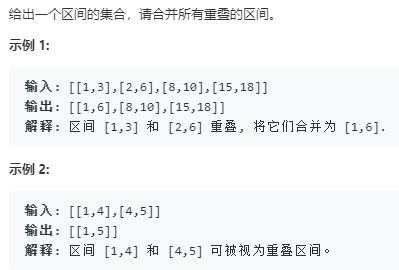 给出一个区间的集合，请合并所有重叠的区间。
示例 1:
输入: [[1,3],[2,6],[8,10],[15,18]]
输出: [[1,6],[8,10],[15,18]]
解释: 区间 [1,3] 和 [2,6] 重叠, 将它们合并为 [1,6].
示例 2:
输入: [[1,4],[4,5]]
输出: [[1,5]]
解释: 区间 [1,4] 和 [4,5] 可被视为重叠区间。